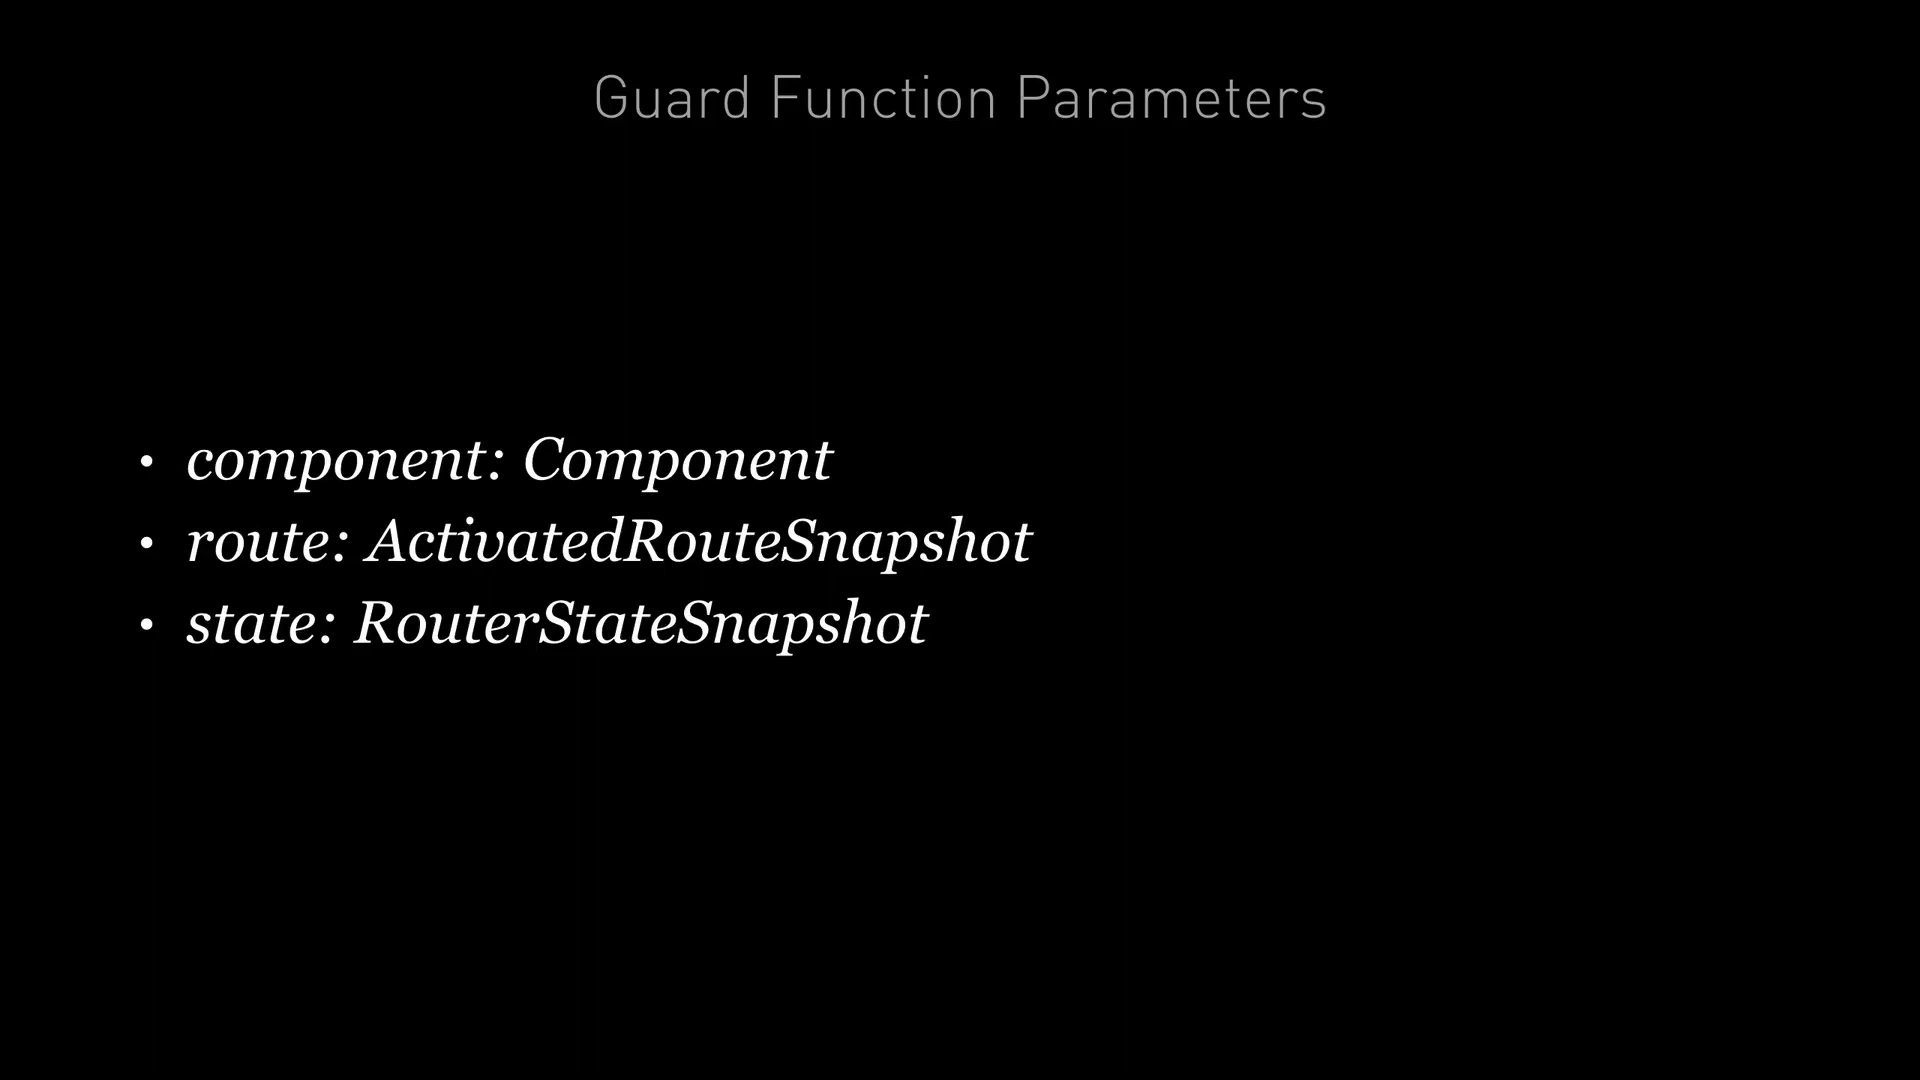 Guard Function Parameters
• component: Component
• route: ActivatedRouteSnapshot
• state: RouterStateSnapshot